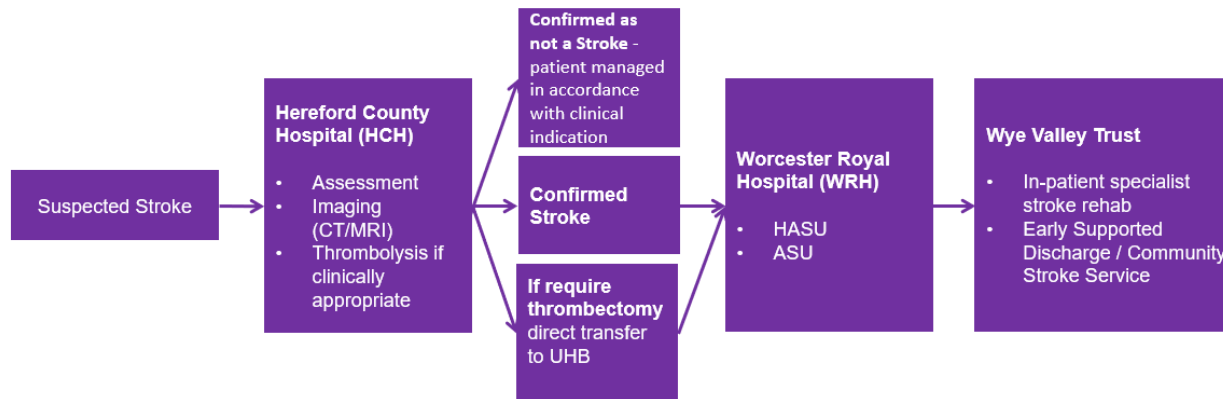 Suspected Stroke
Hereford County
Hospital (HCH)
• Assessment
• Imaging
(CT/MRI)
• Thrombolysis if
clinically
appropriate
Confirmed as
not a Stroke -
patient managed
in accordance
with clinical
indication
Confirmed
Stroke
If require
thrombectomy
direct transfer
to UHB
Worcester Royal
Hospital (WRH)
• HASU
• ASU
Wye Valley Trust
• In-patient specialist
stroke rehab
• Early Supported
Discharge / Community
Stroke Service